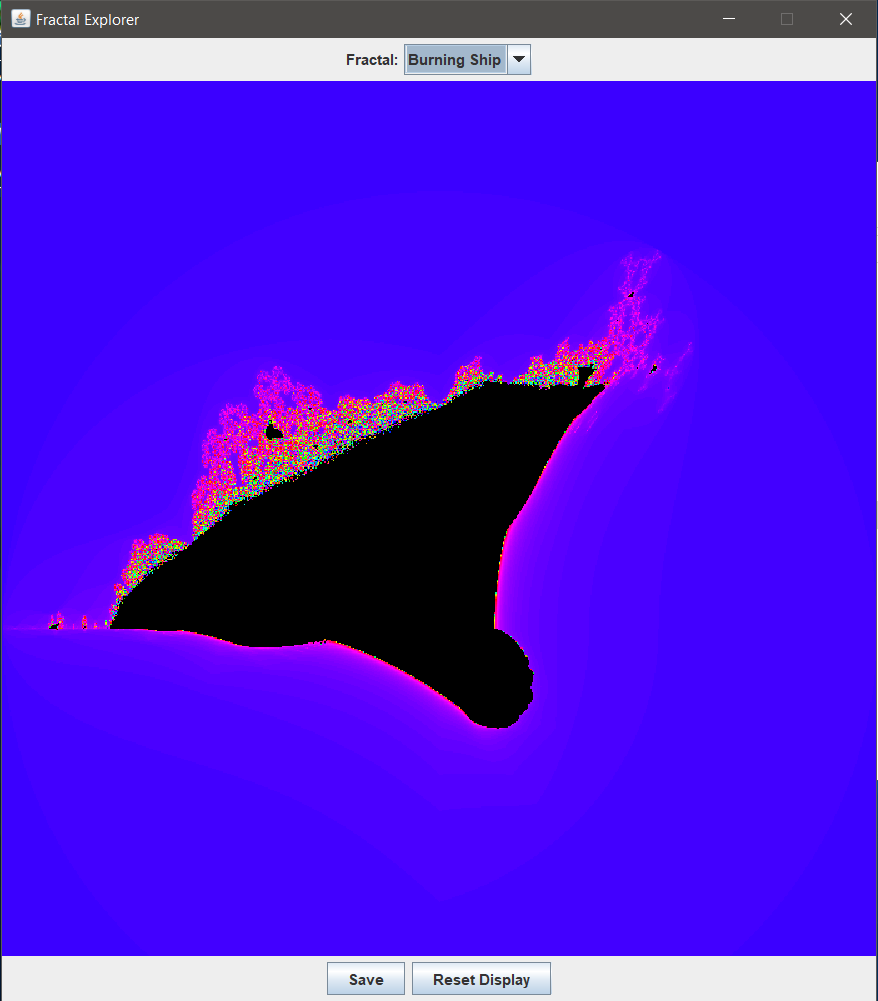 Fractal Explorer
Fractal: Burning Ship
Save Reset Display